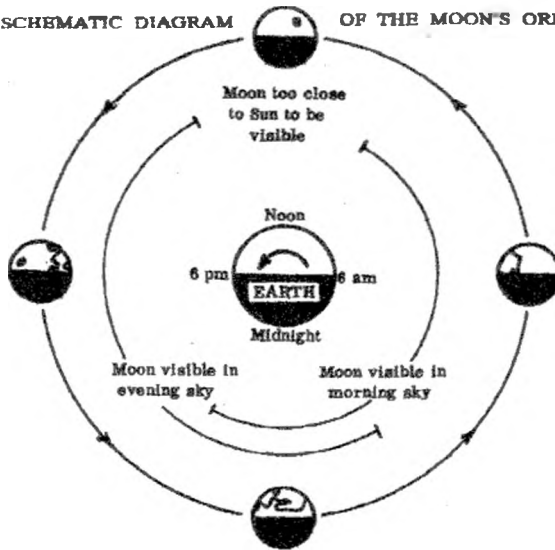 SCHEMATIC DIAGRAM OF THE MOON'S
Moon too close
to Sun to be
visible
Noon
6 pm
6 am
EARTH
Midnight
Moon visible in
evening sky
Moon visible in
morning sky